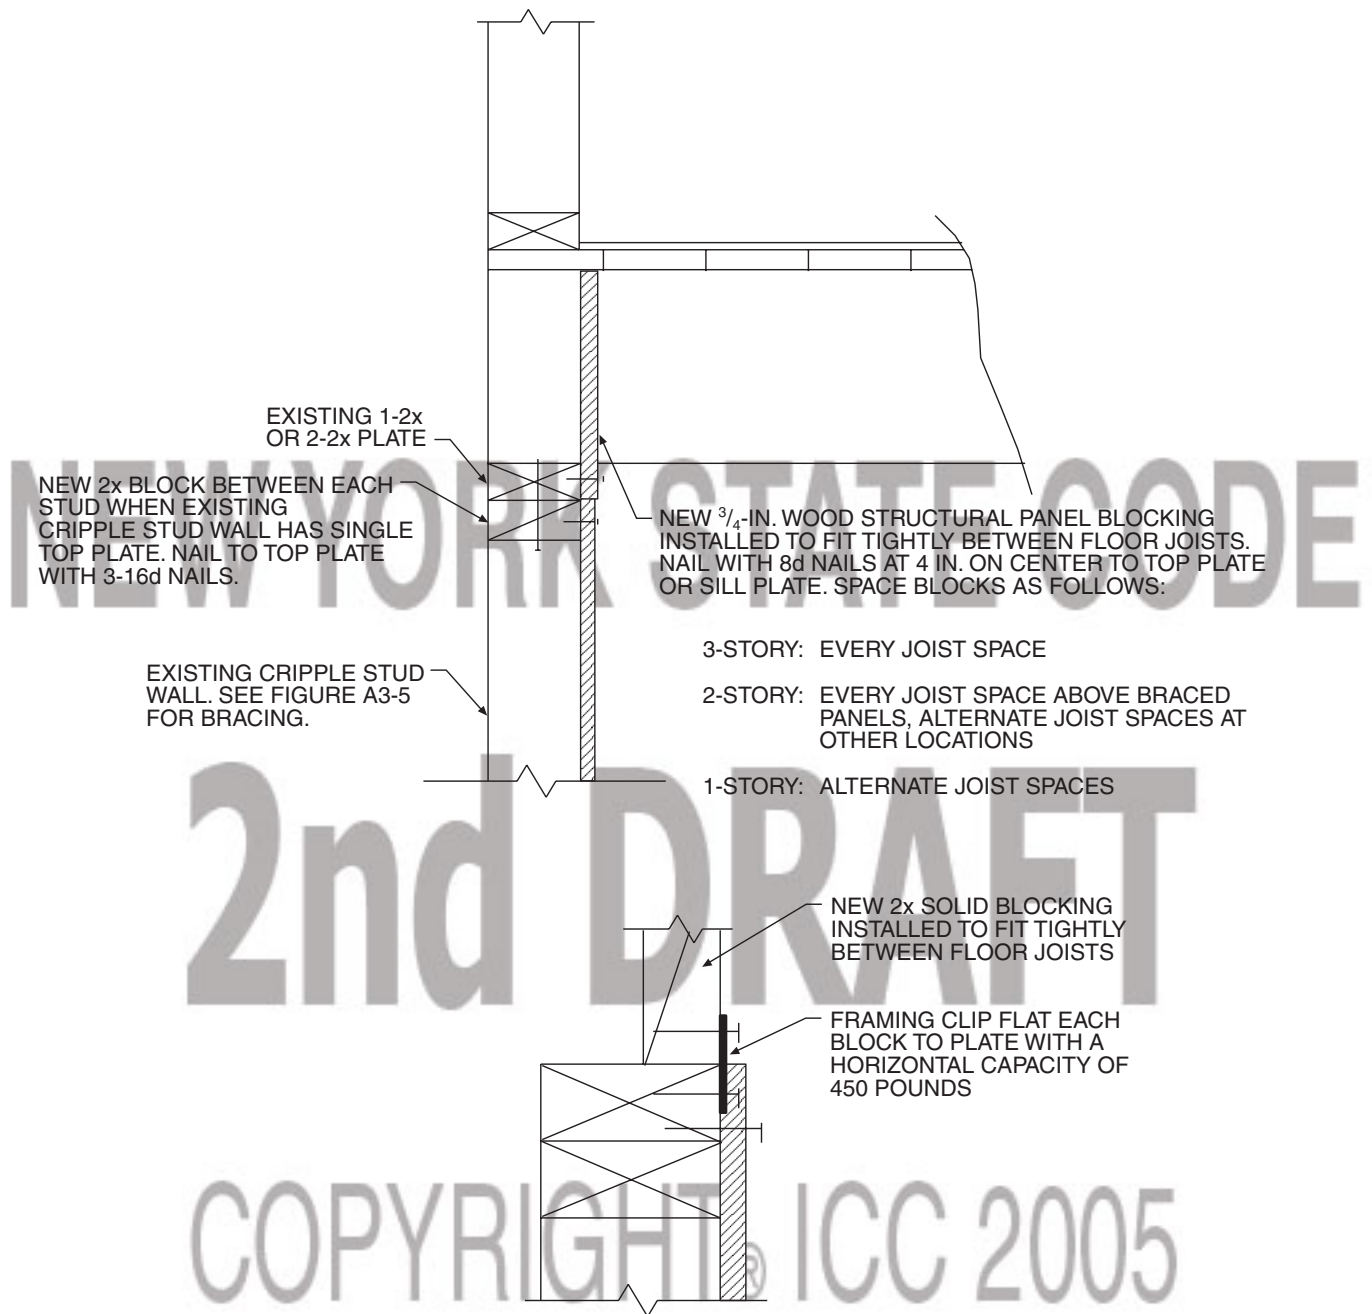 EXISTING 1-2x
OR 2-2x PLATE
NEW 2x BLOCK BETWEEN EACH
STUD WHEN EXISTING
CRIPPLE STUD WALL HAS SINGLE
TOP PLATE. NAIL TO TOP PLATE
WITH 3-16d NAILS.
NEW 3/4-IN. WOOD STRUCTURAL PANEL BLOCKING
INSTALLED TO FIT TIGHTLY BETWEEN FLOOR JOISTS.
NAIL WITH 8d NAILS AT 4 IN. ON CENTER TO TOP PLATE
OR SILL PLATE. SPACE BLOCKS AS FOLLOWS:
NEW YORK STATE CODE
3-STORY: EVERY JOIST SPACE
EXISTING CRIPPLE STUD
WALL. SEE FIGURE A3-5
FOR BRACING.
2-STORY: EVERY JOIST SPACE ABOVE BRACED
PANELS, ALTERNATE JOIST SPACES AT
OTHER LOCATIONS
1-STORY: ALTERNATE JOIST SPACES
2nd DRAFT
NEW 2x SOLID BLOCKING
INSTALLED TO FIT TIGHTLY
BETWEEN FLOOR JOISTS
FRAMING CLIP FLAT EACH
BLOCK TO PLATE WITH A
HORIZONTAL CAPACITY OF
450 POUNDS
COPYRIGHT® ICC 2005